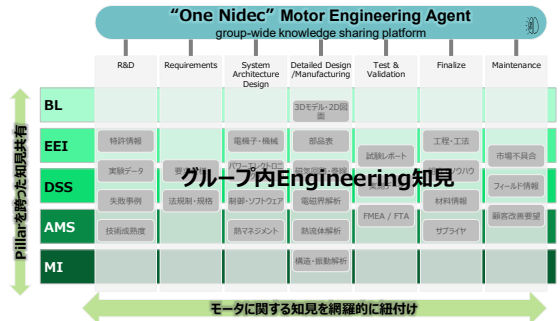 “One Nidec” Motor Engineering Agent
group-wide knowledge sharing platform
R&D
Requirements
System
Architecture
Design
Detailed Design
/Manufacturing
Test &
Validation
Finalize
Maintenance
Pillarを跨った知見共有
BL
EEI
DSS
AMS
MI
3Dモデル・2D図
面
特許情報
電機子・機械
部品表
試験レポート
工程・工法
市場不具合
実験データ
グループ内Engineering知見
フィールド情報
失敗事例
法規制・規格
制御・ソフトウェア
電磁界解析
材料情報
技術成熟度
熱マネジメント
熱流体解析
FMEA / FTA
サプライヤ
顧客改善要望
構造・振動解析
モータに関する知見を網羅的に紐付け